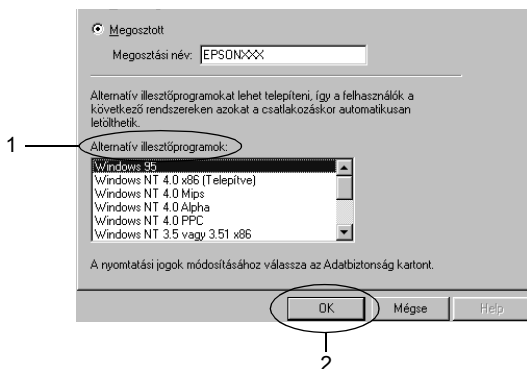 Megosztott
Megosztási név: EPSONXXX
Alternatív illesztőprogramokat lehet telepíteni, így a felhasználók a
következő rendszereken azokat a csatlakozáskor automatikusan
letölthetik.
1
Alternatív illesztőprogramok:
Windows 95
Windows NT 4.0 x86 (Telepítve)
Windows NT 4.0 Mips
Windows NT 4.0 Alpha
Windows NT 4.0 PPC
Windows NT 3.5 vagy 3.51 x86
A nyomtatási jogok módosításához válassza az Adatbiztonság kartont.
OK Mégse Help
2